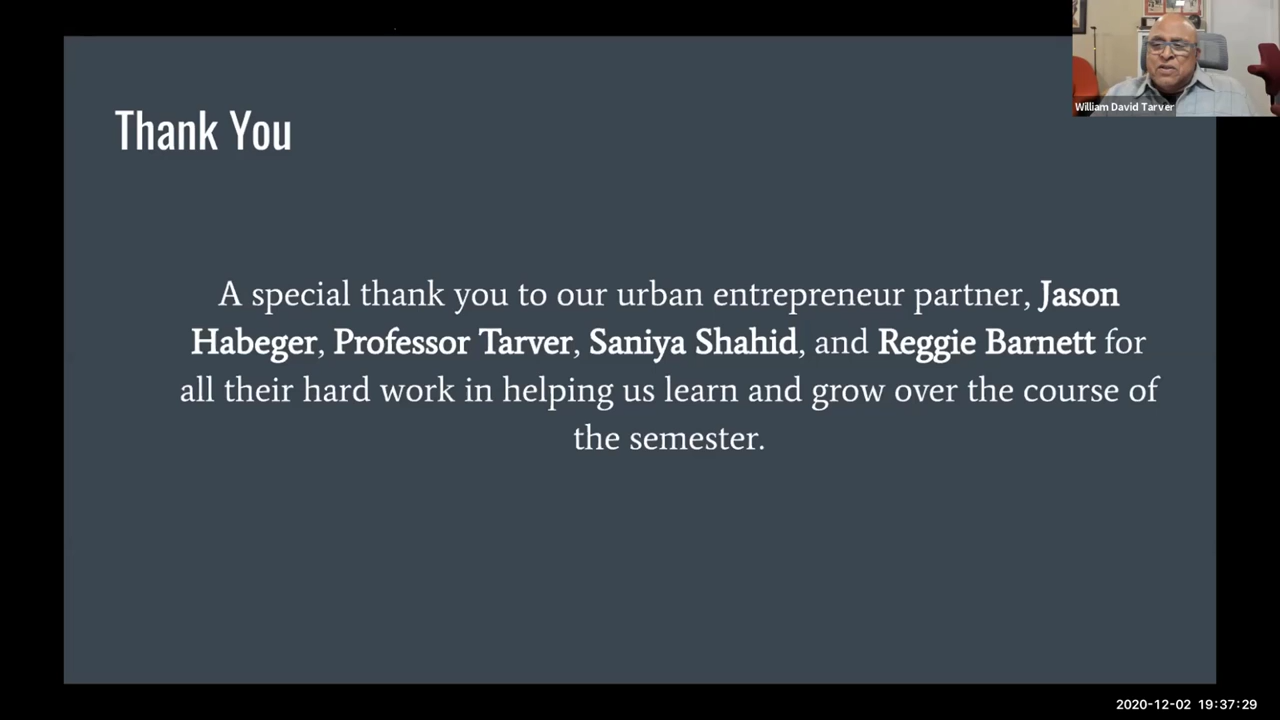 William David Tarver
Thank You
A special thank you to our urban entrepreneur partner, Jason
Habeger, Professor Tarver, Saniya Shahid, and Reggie Barnett for
all their hard work in helping us learn and grow over the course of
the semester.
2020-12-02 19:37:29